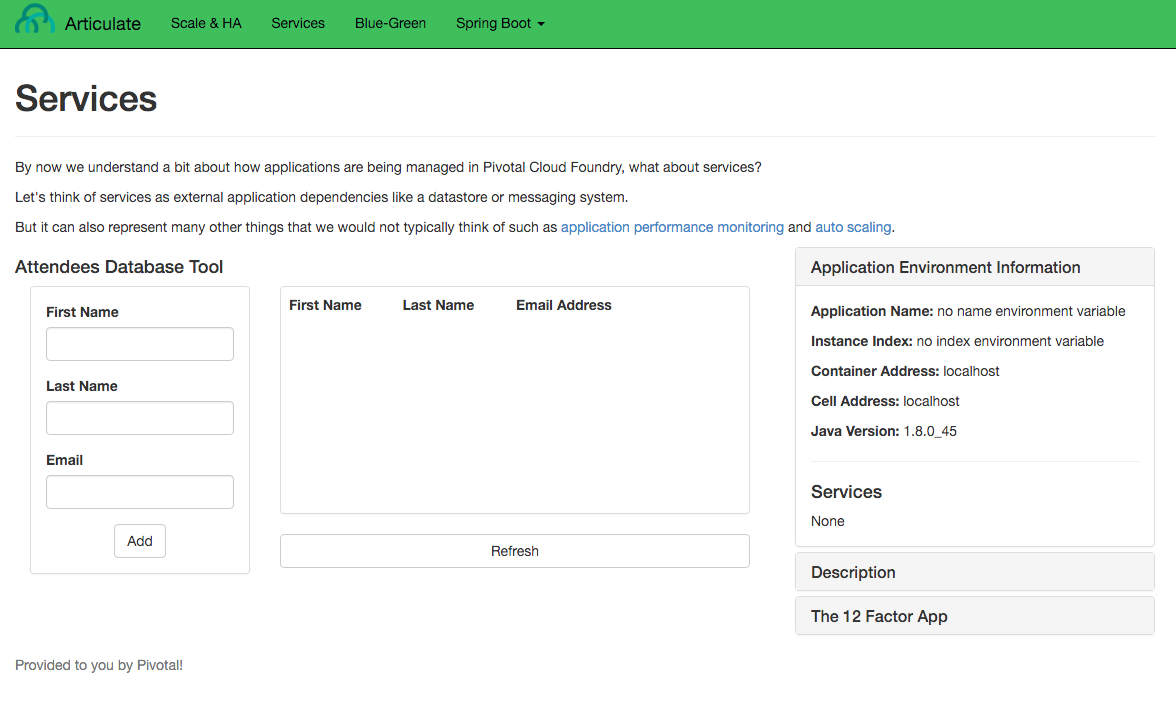 Articulate Scale & HA Services Blue-Green Spring Boot
Services
By now we understand a bit about how applications are being managed in Pivotal Cloud Foundry, what about services?
Let's think of services as external application dependencies like a datastore or messaging system.
But it can also represent many other things that we would not typically think of such as application performance monitoring and auto scaling.
Attendees Database Tool
First Name
Last Name
Email
Add
First Name Last Name Email Address
Refresh
Application Environment Information
Application Name: no name environment variable
Instance Index: no index environment variable
Container Address: localhost
Cell Address: localhost
Java Version: 1.8.0_45
Services
None
Description
The 12 Factor App
Provided to you by Pivotal!